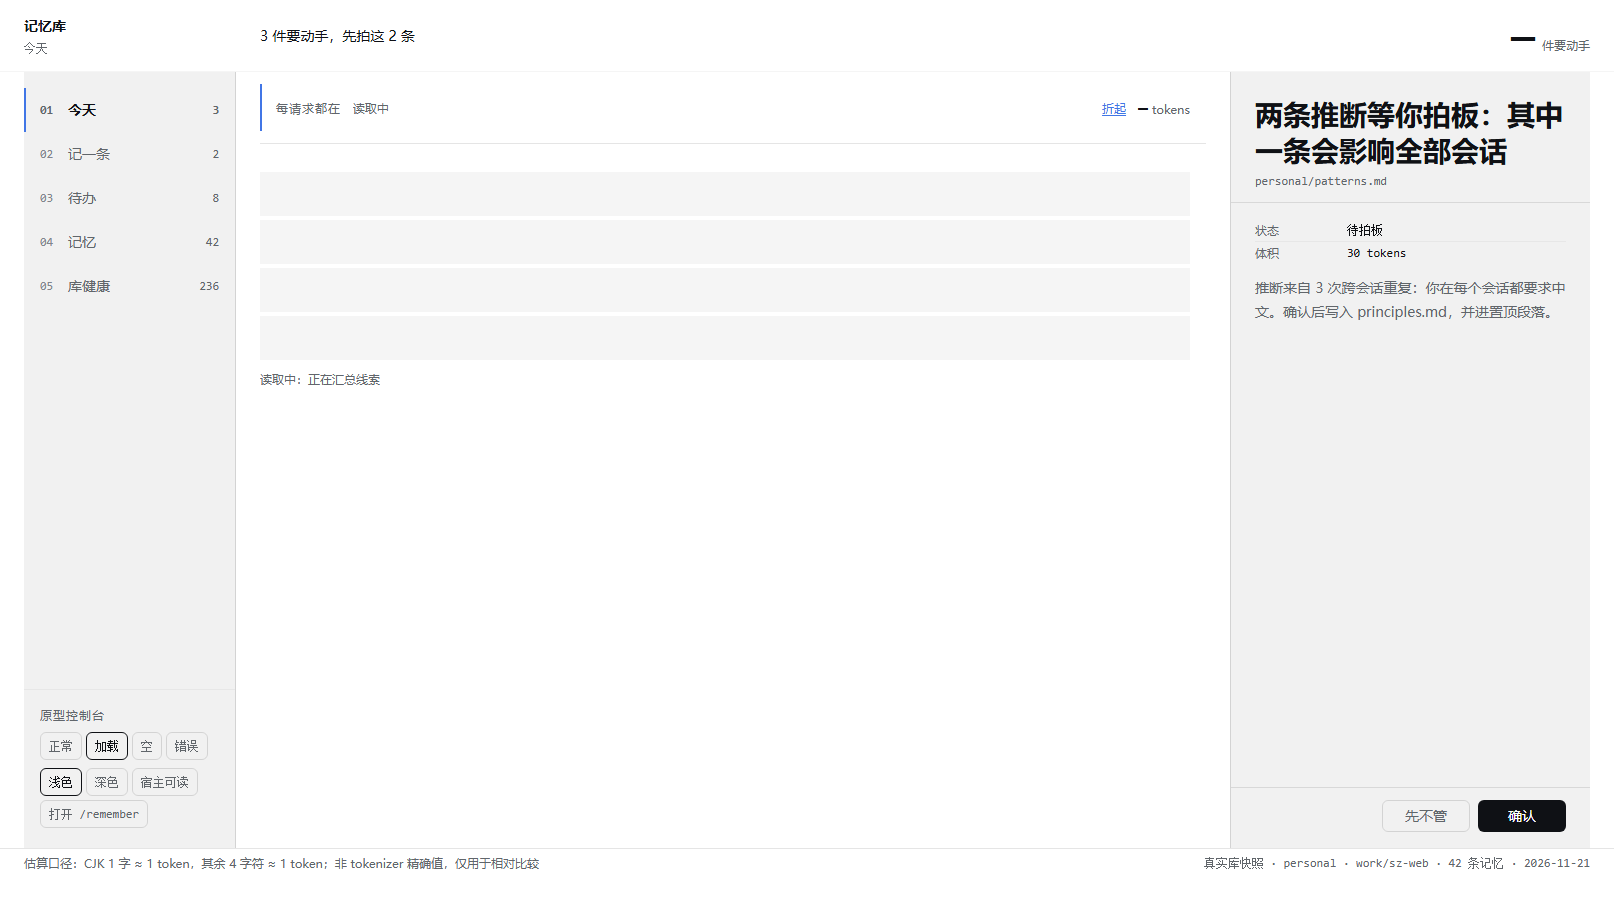 记忆库
今天
3 件要动手，先拍这 2 条
件要动手
01 今天 3
02 记一条 2
03 待办 8
04 记忆 42
05 库健康 236
原型控制台
正常 加载 空 错误
浅色 深色 宿主可读
打开 /remember
每请求都在 读取中 折起 — tokens
读取中：正在汇总线索
两条推断等你拍板：其中
一条会影响全部会话
personal/patterns.md
状态 待拍板
体积 30 tokens
推断来自 3 次跨会话重复：你在每个会话都要求中
文。确认后写入 principles.md，并进置顶段落。
先不管 确认
估算口径：CJK 1 字 ≈ 1 token，其余 4 字符 ≈ 1 token；非 tokenizer 精确值，仅用于相对比较
真实库快照 · personal · work/sz-web · 42 条记忆 · 2026-11-21